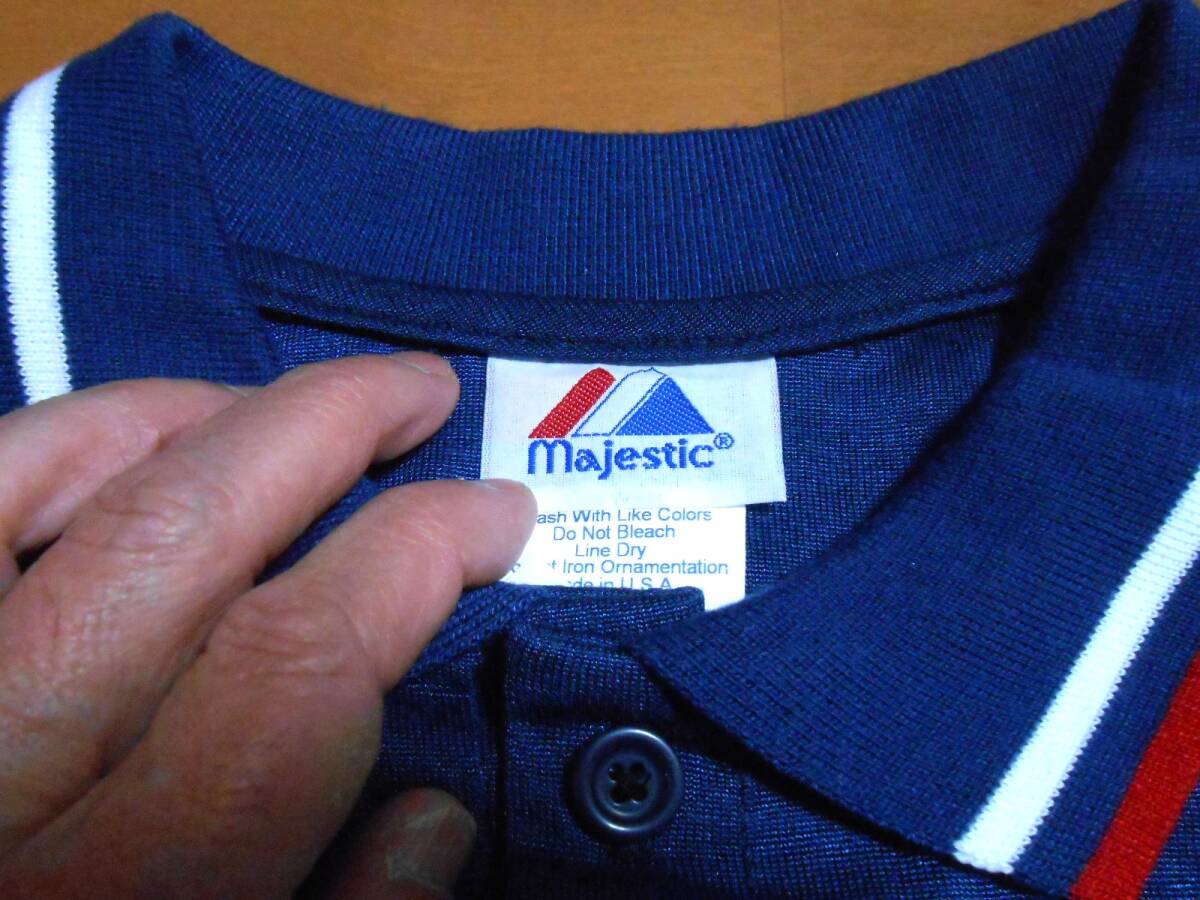 majestic®
ash With Like Colors
Do Not Bleach
Line Dry
t Iron Ornamentation
de in U.S.A.